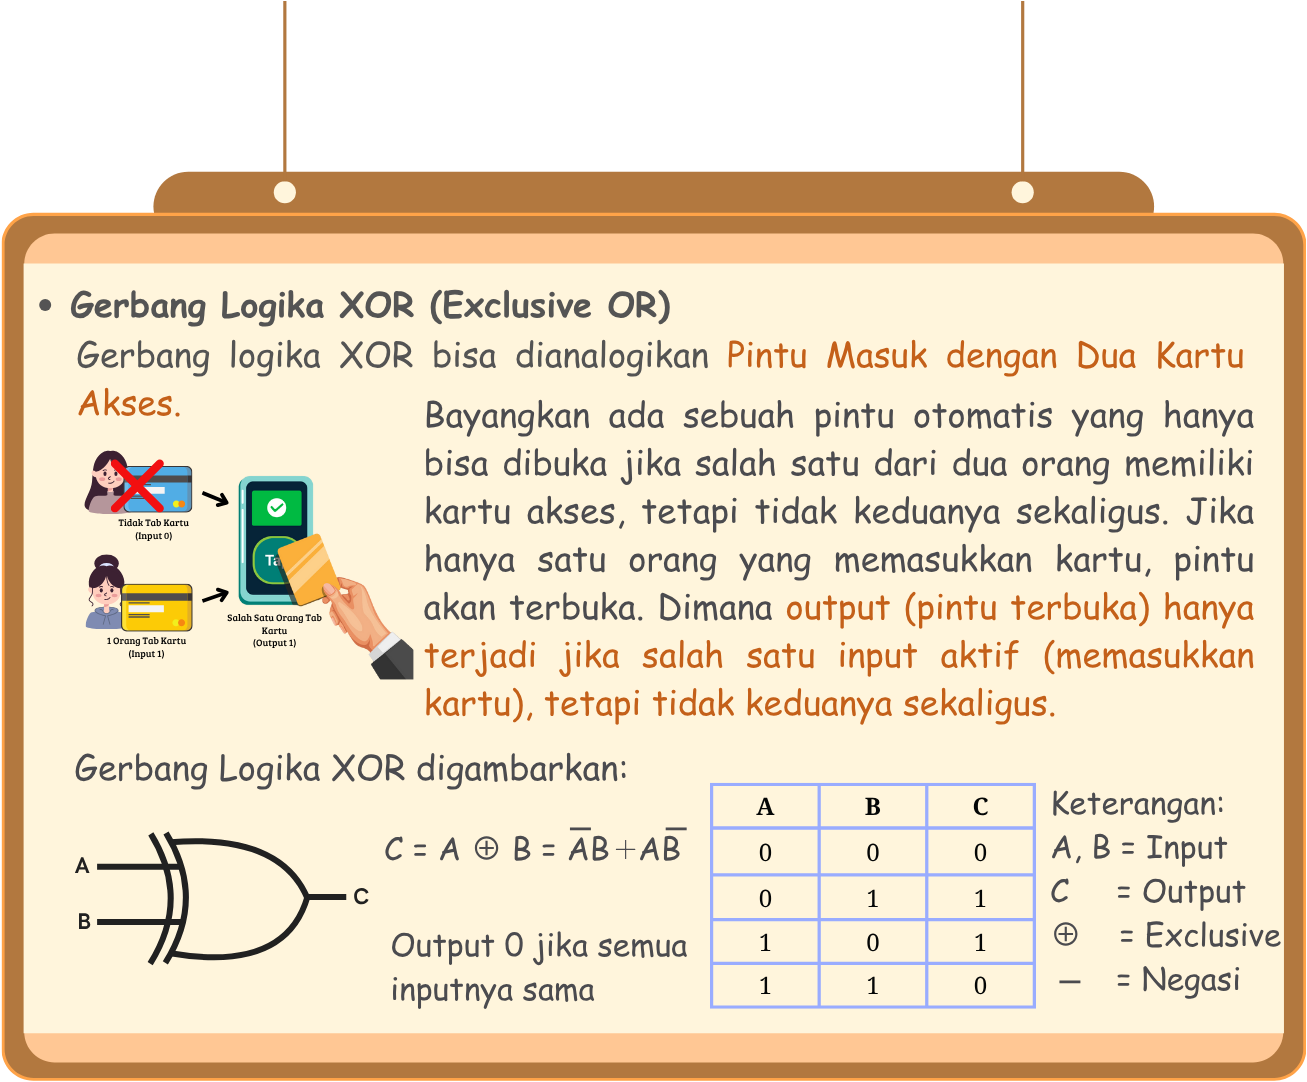 • Gerbang Logika XOR (Exclusive OR)
Gerbang logika XOR bisa dianalogikan Pintu Masuk dengan Dua Kartu
Akses.
Bayangkan ada sebuah pintu otomatis yang hanya
bisa dibuka jika salah satu dari dua orang memiliki
kartu akses, tetapi tidak keduanya sekaligus. Jika
hanya satu orang yang memasukkan kartu, pintu
akan terbuka. Dimana output (pintu terbuka) hanya
terjadi jika salah satu input aktif (memasukkan
kartu), tetapi tidak keduanya sekaligus.
Tidak Tab Kartu
(Input 0)
1 Orang Tab Kartu
(Input 1)
Salah Satu Orang Tab
Kartu
(Output 1)
Gerbang Logika XOR digambarkan:
A
B
C
C = A ⊕ B = A̅B + AB̅
Output 0 jika semua
inputnya sama
A B C
0 0 0
0 1 1
1 0 1
1 1 0
Keterangan:
A, B = Input
C = Output
⊕ = Exclusive
— = Negasi